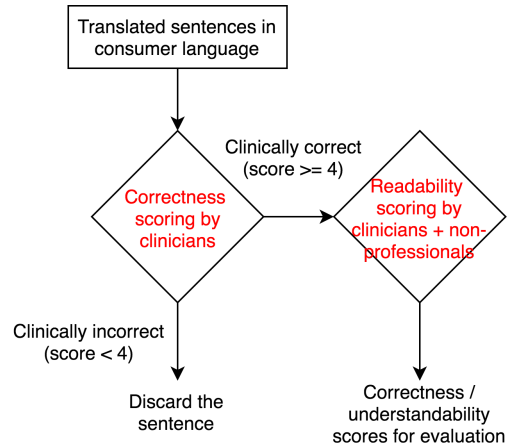 Translated sentences in
consumer language
Clinically correct
(score >= 4)
Correctness
scoring by
clinicians
Readability
scoring by
clinicians + non-
professionals
Clinically incorrect
(score < 4)
Discard the
sentence
Correctness /
understandability
scores for evaluation